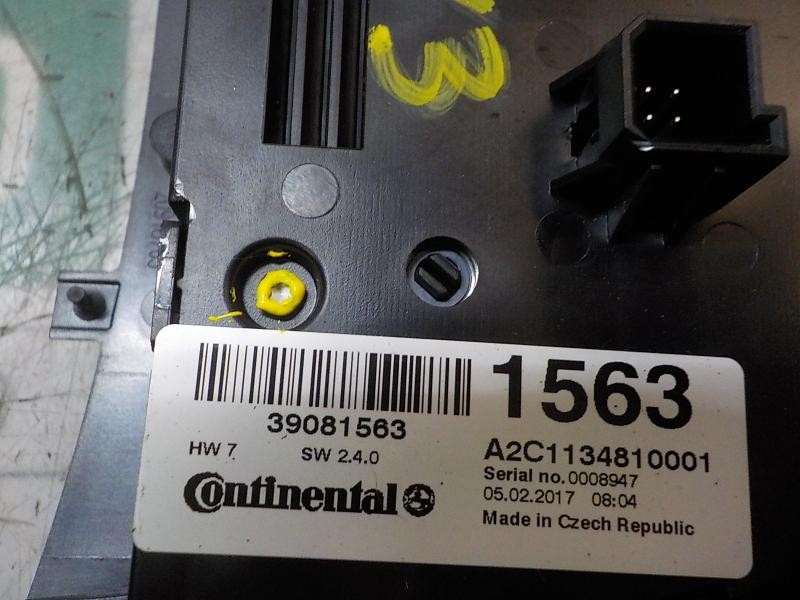 13
39081563
1563
HW 7
SW 2.4.0
A2C1134810001
Serial no. 0008947
05.02.2017 08:04
Continental
Made in Czech Republic